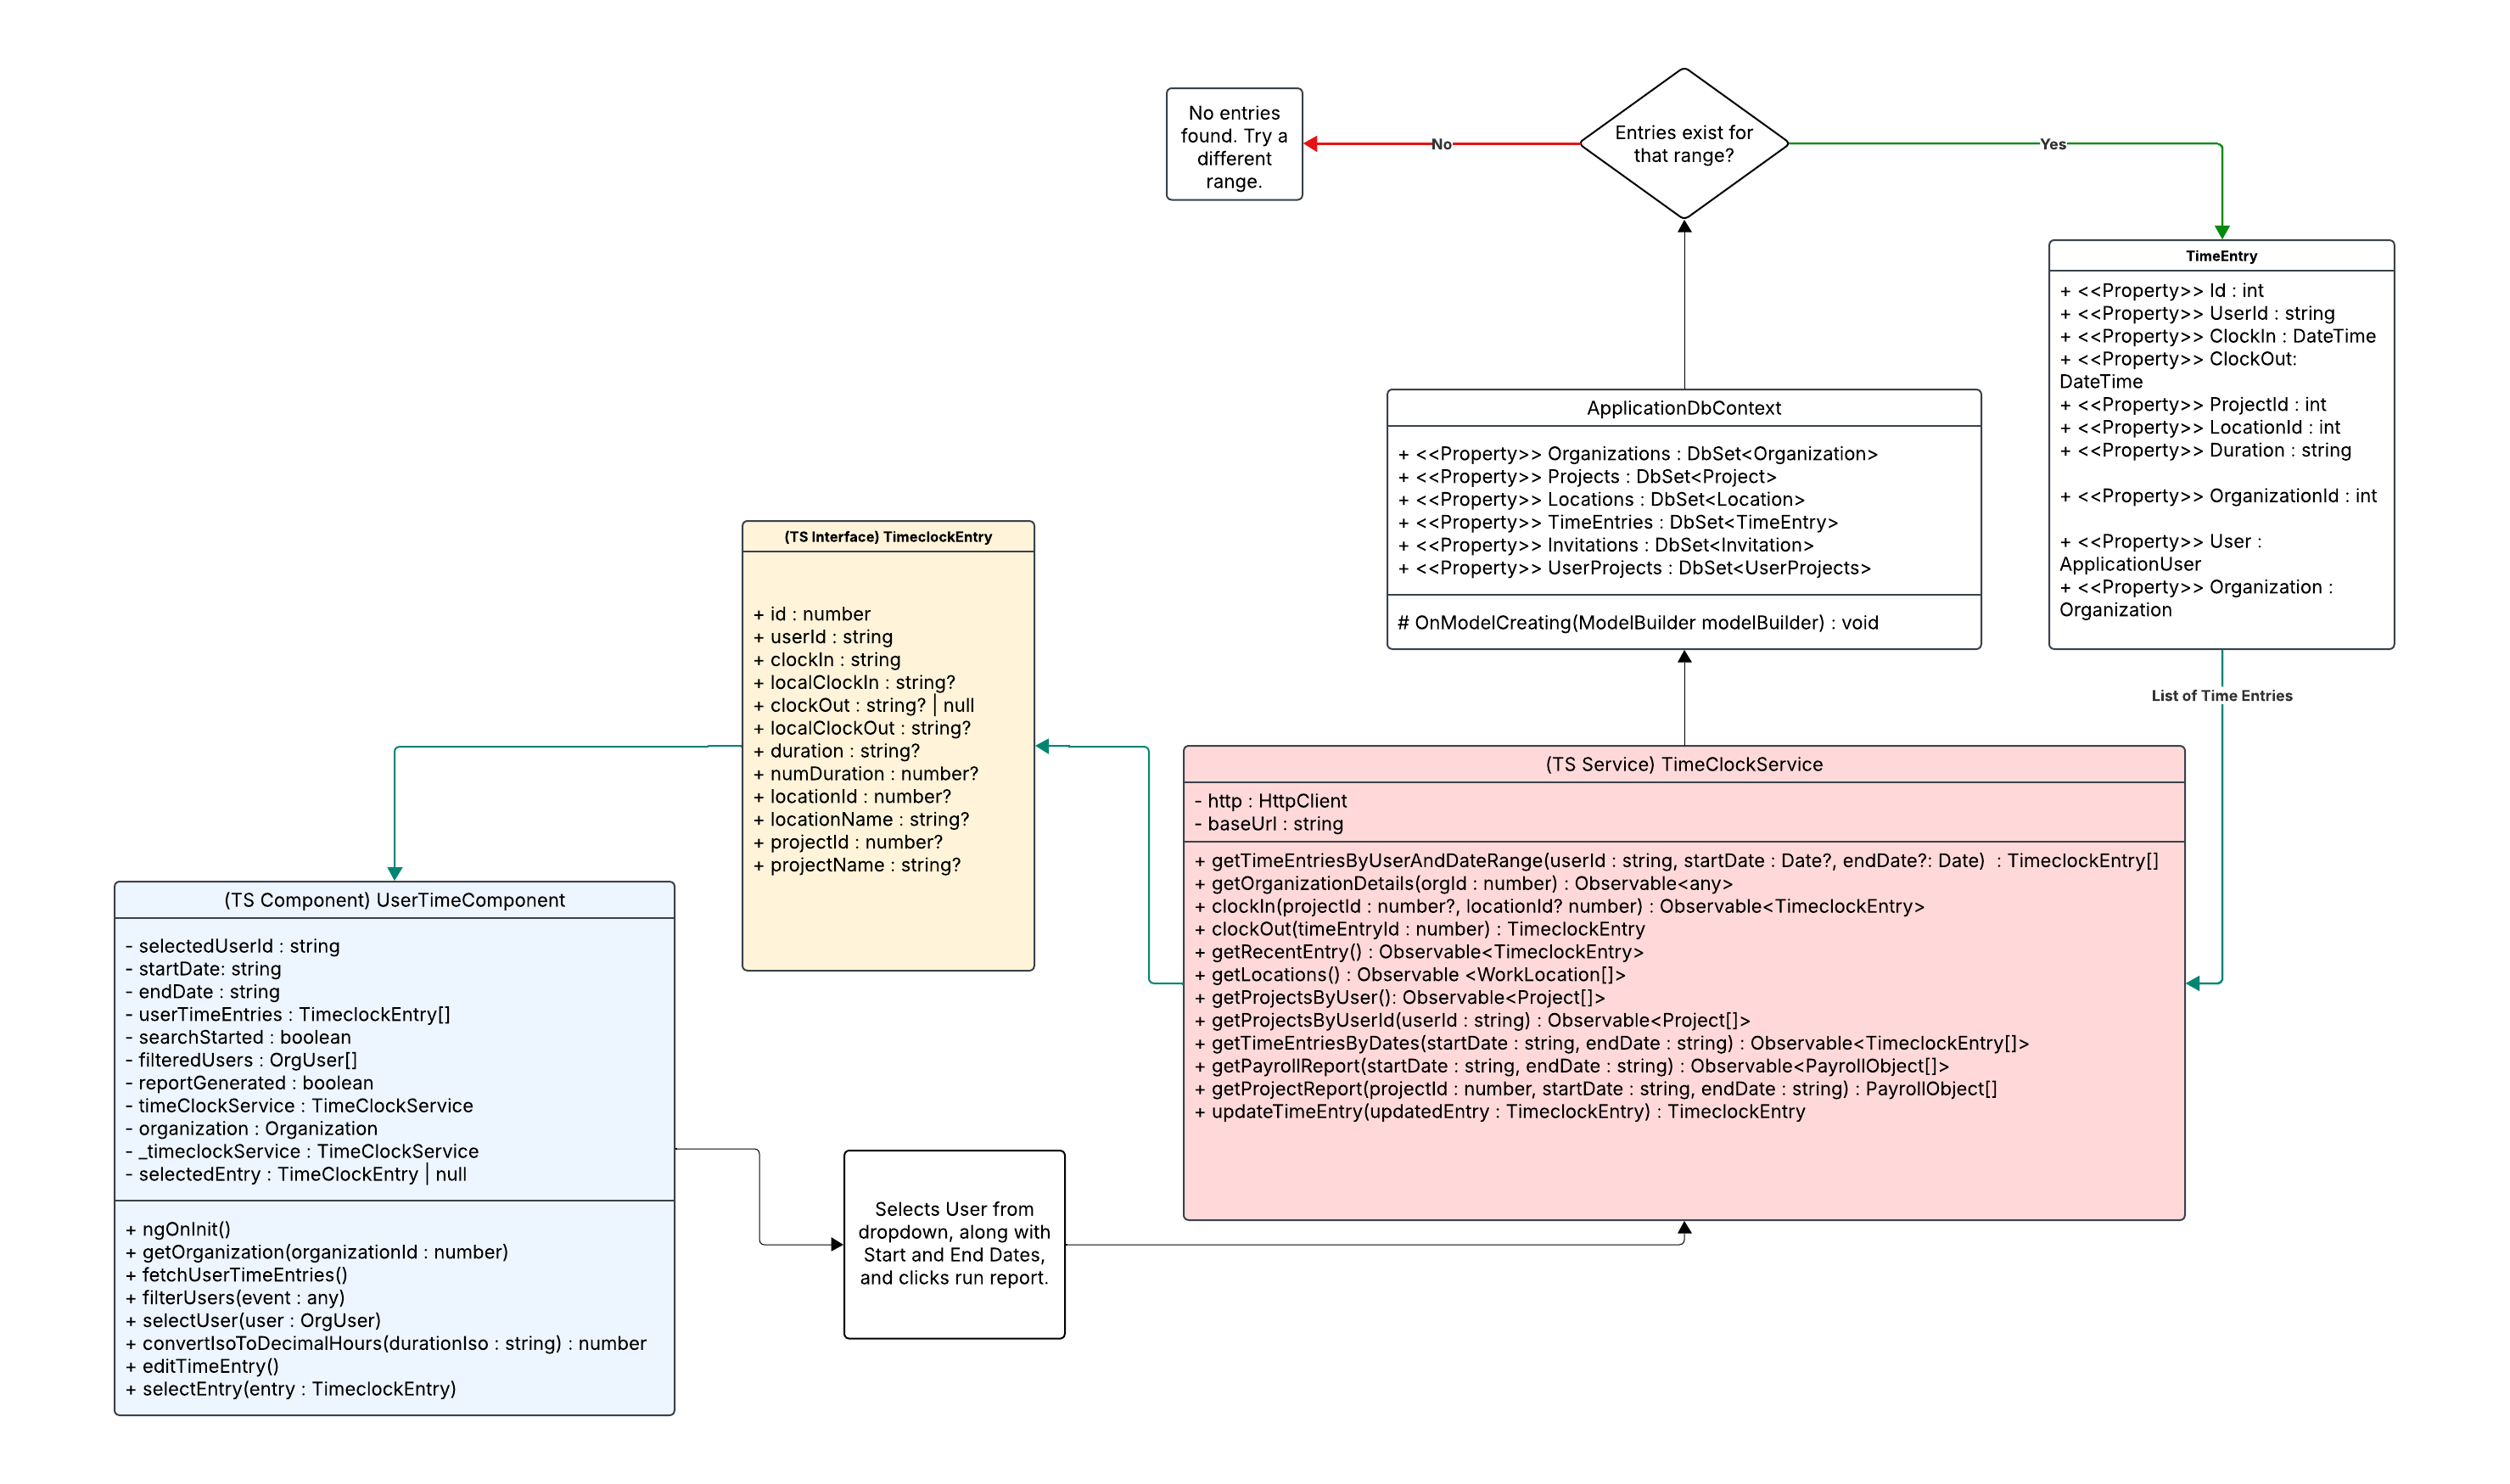 No entries
found. Try a
different
range.
No
Entries exist for
that range?
Yes
TimeEntry
+ <<Property>> Id : int
+ <<Property>> UserId : string
+ <<Property>> ClockIn : DateTime
+ <<Property>> ClockOut:
DateTime
+ <<Property>> ProjectId : int
+ <<Property>> LocationId : int
+ <<Property>> Duration : string
+ <<Property>> OrganizationId : int
+ <<Property>> User :
ApplicationUser
+ <<Property>> Organization :
Organization
List of Time Entries
ApplicationDbContext
+ <<Property>> Organizations : DbSet<Organization>
+ <<Property>> Projects : DbSet<Project>
+ <<Property>> Locations : DbSet<Location>
+ <<Property>> TimeEntries : DbSet<TimeEntry>
+ <<Property>> Invitations : DbSet<Invitation>
+ <<Property>> UserProjects : DbSet<UserProjects>
# OnModelCreating(ModelBuilder modelBuilder) : void
(TS Interface) TimeclockEntry
+ id : number
+ userId : string
+ clockIn : string
+ localClockIn : string?
+ clockOut : string? | null
+ localClockOut : string?
+ duration : string?
+ numDuration : number?
+ locationId : number?
+ locationName : string?
+ projectId : number?
+ projectName : string?
(TS Service) TimeClockService
- http : HttpClient
- baseUrl : string
+ getTimeEntriesByUserAndDateRange(userId : string, startDate : Date?, endDate?: Date)  : TimeclockEntry[]
+ getOrganizationDetails(orgId : number) : Observable<any>
+ clockIn(projectId : number?, locationId? number) : Observable<TimeclockEntry>
+ clockOut(timeEntryId : number) : TimeclockEntry
+ getRecentEntry() : Observable<TimeclockEntry>
+ getLocations() : Observable <WorkLocation[]>
+ getProjectsByUser(): Observable<Project[]>
+ getProjectsByUserId(userId : string) : Observable<Project[]>
+ getTimeEntriesByDates(startDate : string, endDate : string) : Observable<TimeclockEntry[]>
+ getPayrollReport(startDate : string, endDate : string) : Observable<PayrollObject[]>
+ getProjectReport(projectId : number, startDate : string, endDate : string) : PayrollObject[]
+ updateTimeEntry(updatedEntry : TimeclockEntry) : TimeclockEntry
(TS Component) UserTimeComponent
- selectedUserId : string
- startDate: string
- endDate : string
- userTimeEntries : TimeclockEntry[]
- searchStarted : boolean
- filteredUsers : OrgUser[]
- reportGenerated : boolean
- timeClockService : TimeClockService
- organization : Organization
- _timeclockService : TimeClockService
- selectedEntry : TimeClockEntry | null
+ ngOnInit()
+ getOrganization(organizationId : number)
+ fetchUserTimeEntries()
+ filterUsers(event : any)
+ selectUser(user : OrgUser)
+ convertIsoToDecimalHours(durationIso : string) : number
+ editTimeEntry()
+ selectEntry(entry : TimeclockEntry)
Selects User from
dropdown, along with
Start and End Dates,
and clicks run report.